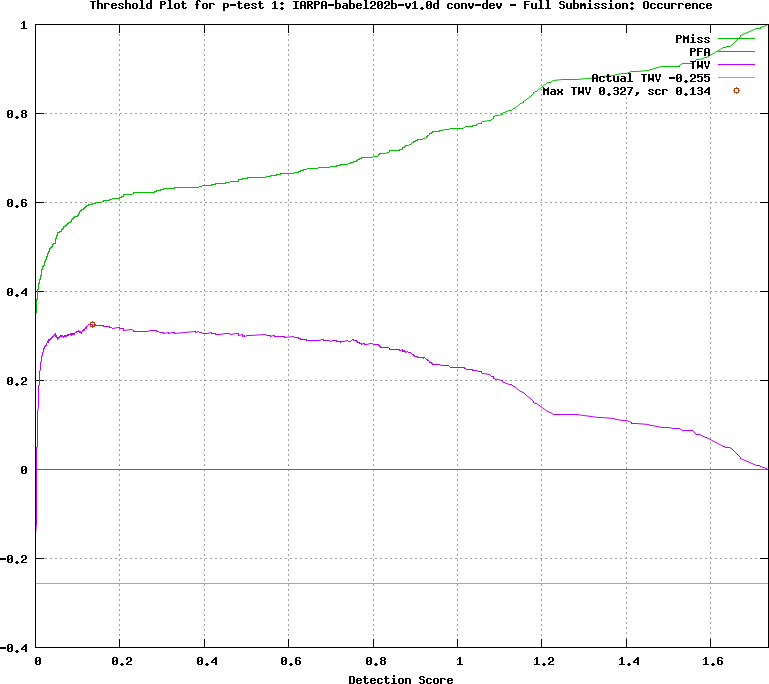 Threshold Plot for p-test 1: IARPA-babel202b-v1.0d conv-dev - Full Submission: Occurrence
1
PMiss
PFA
TWV
Actual TWV -0.255
Max TWV 0.327, scr 0.134
0.8
0.6
0.4
0.2
0
-0.2
-0.4
0 0.2 0.4 0.6 0.8 1 1.2 1.4 1.6
Detection Score